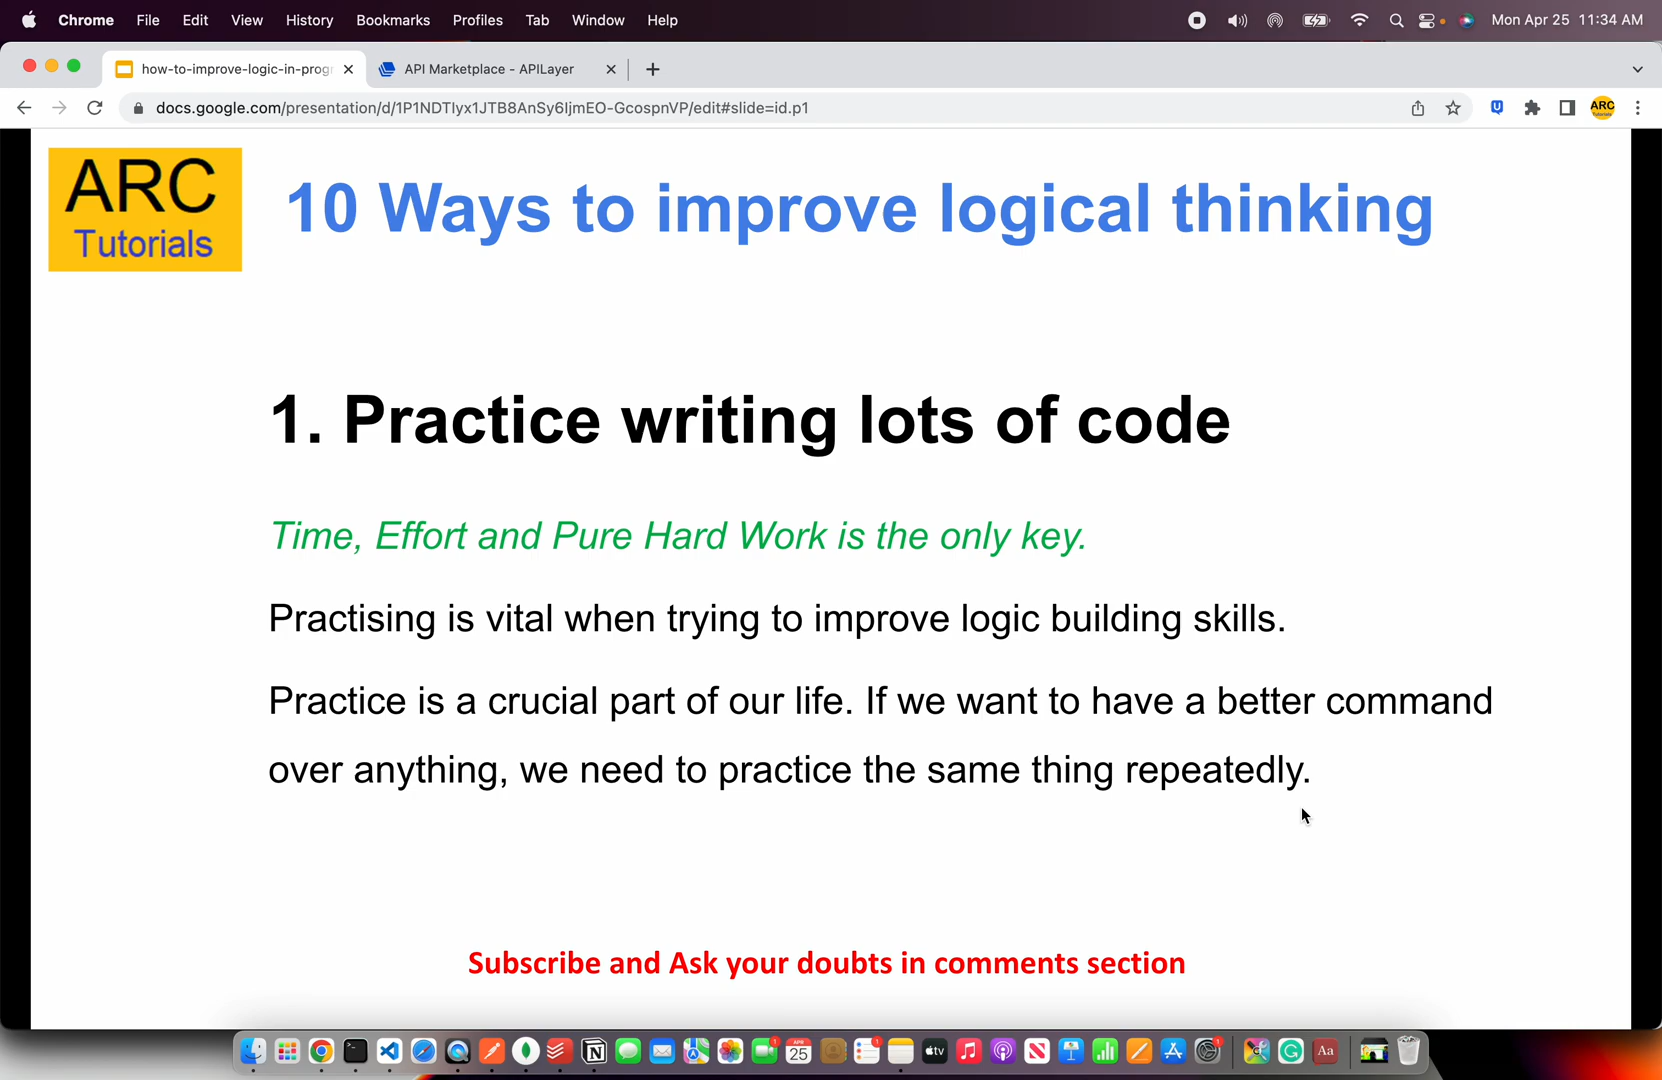 Chrome File Edit View History Bookmarks Profiles Tab Window Help Mon Apr 25 11:34 AM
how-to-improve-logic-in-prog API Marketplace - APILayer
docs.google.com/presentation/d/1P1NDTIyx1JTB8AnSy6IjmEO-GcospnVP/edit#slide=id.p1
ARC
Tutorials
10 Ways to improve logical thinking
1. Practice writing lots of code
Time, Effort and Pure Hard Work is the only key.
Practising is vital when trying to improve logic building skills.
Practice is a crucial part of our life. If we want to have a better command
over anything, we need to practice the same thing repeatedly.
Subscribe and Ask your doubts in comments section
APR
25
tv
Aa